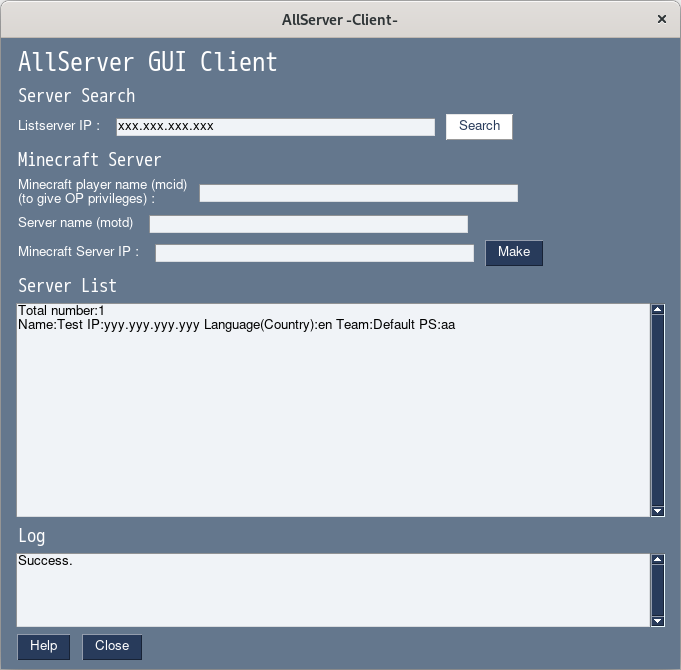 AllServer -Client-
×
AllServer GUI Client
Server Search
Listserver IP : xxx.xxx.xxx.xxx Search
Minecraft Server
Minecraft player name (mcid)
(to give OP privileges) :
Server name (motd)
Minecraft Server IP : Make
Server List
Total number:1
Name:Test IP:yyy.yyy.yyy.yyy Language(Country):en Team:Default PS:aa
Log
Success.
Help Close